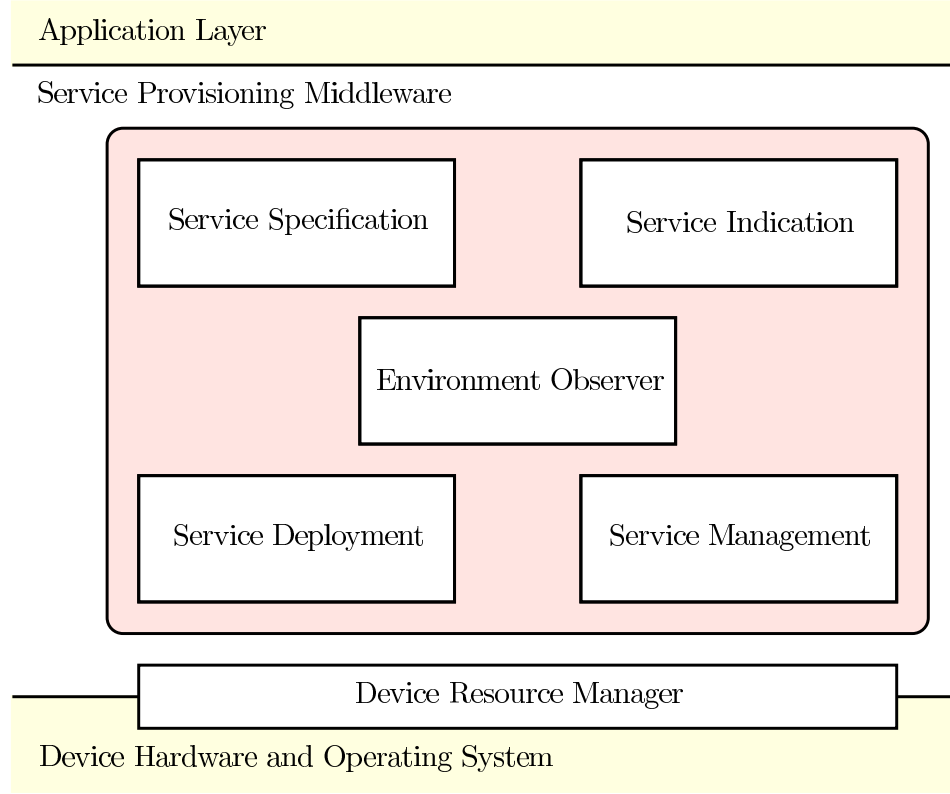 Application Layer
Service Provisioning Middleware
Service Specification
Service Indication
Environment Observer
Service Deployment
Service Management
Device Resource Manager
Device Hardware and Operating System